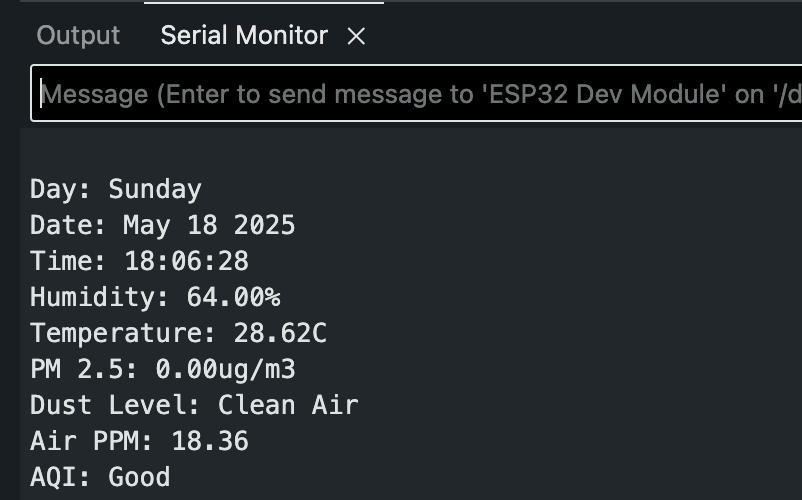 Output Serial Monitor
Message (Enter to send message to 'ESP32 Dev Module' on '/d
Day: Sunday
Date: May 18 2025
Time: 18:06:28
Humidity: 64.00%
Temperature: 28.62C
PM 2.5: 0.00ug/m3
Dust Level: Clean Air
Air PPM: 18.36
AQI: Good